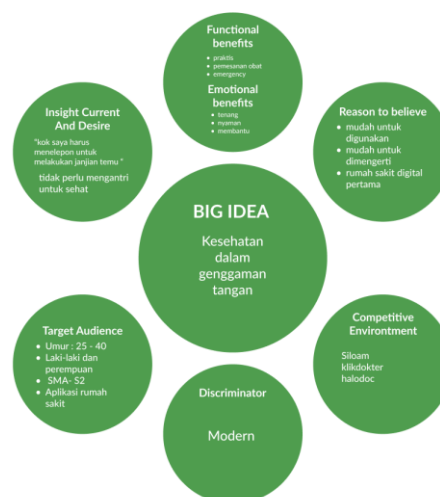 Functional
benefits
praktis
pemesanan obat
emergency
Emotional
benefits
tenang
nyaman
membantu
Insight Current
And Desire
"kok saya harus
menelepon untuk
melakukan janjian temu "
tidak perlu mengantri
untuk sehat
Reason to believe
mudah untuk
digunakan
mudah untuk
dimengerti
rumah sakit digital
pertama
BIG IDEA
Kesehatan
dalam
genggaman
tangan
Target Audience
Umur : 25 - 40
Laki-laki dan
perempuan
SMA- S2
Aplikasi rumah
sakit
Discriminator
Modern
Competitive
Environtment
Siloam
klikdokter
halodoc